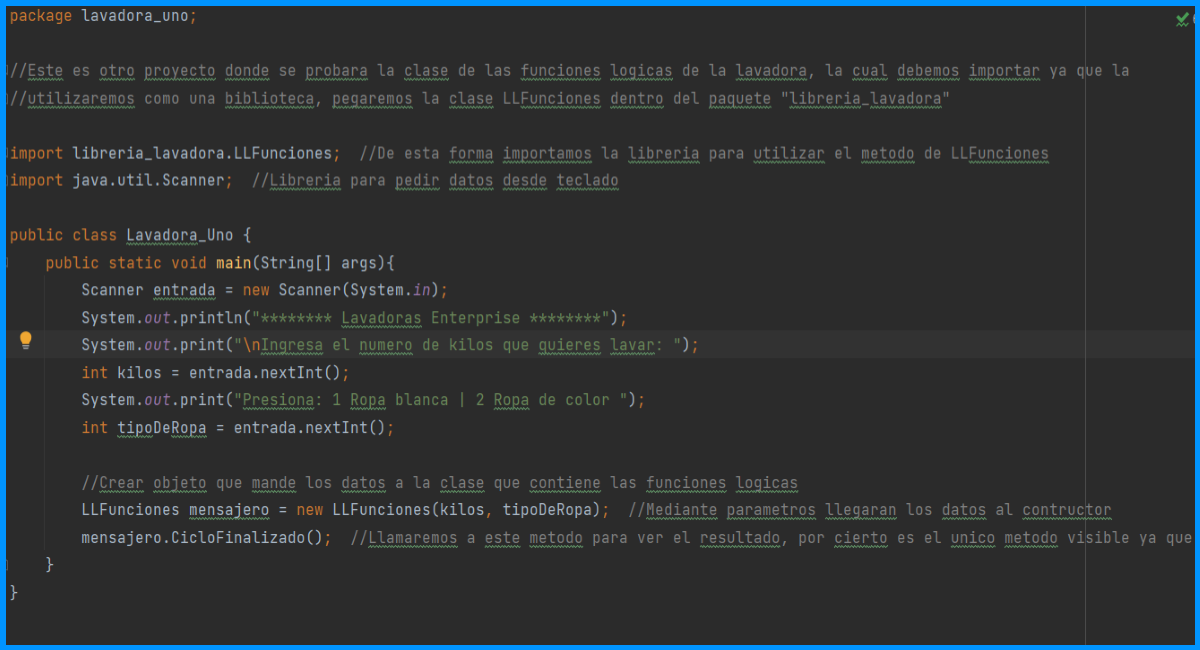 package lavadora_uno;
//Este es otro proyecto donde se probara la clase de las funciones logicas de la lavadora, la cual debemos importar ya que la
//utilizaremos como una biblioteca, pegaremos la clase LLFunciones dentro del paquete "libreria_lavadora"
import libreria_lavadora.LLFunciones;  //De esta forma importamos la libreria para utilizar el metodo de LLFunciones
import java.util.Scanner;  //Libreria para pedir datos desde teclado
public class Lavadora_Uno {
    public static void main(String[] args){
        Scanner entrada = new Scanner(System.in);
        System.out.println("******** Lavadoras Enterprise ********");
        System.out.print("\nIngresa el numero de kilos que quieres lavar: ");
        int kilos = entrada.nextInt();
        System.out.print("Presiona: 1 Ropa blanca | 2 Ropa de color ");
        int tipoDeRopa = entrada.nextInt();
        //Crear objeto que mande los datos a la clase que contiene las funciones logicas
        LLFunciones mensajero = new LLFunciones(kilos, tipoDeRopa);  //Mediante parametros llegaran los datos al contructor
        mensajero.CicloFinalizado();  //Llamaremos a este metodo para ver el resultado, por cierto es el unico metodo visible ya que
    }
}